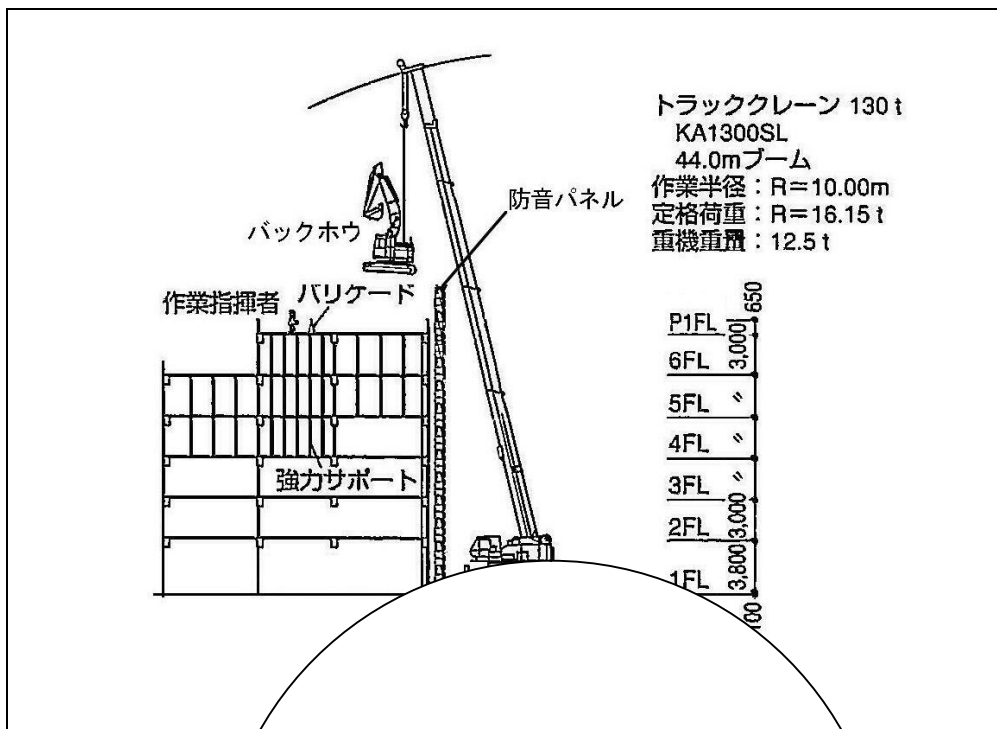 トラッククレーン 130 t
KA1300SL
44.0mブーム
作業半径：R＝10.00m
定格荷重：R＝16.15 t
重機重量：12.5 t
防音パネル
バックホウ
作業指揮者
バリケード
強力サポート
650
P1FL
3,000
6FL
〃
5FL
〃
4FL
〃
3FL
3,000
2FL
3,800
1FL